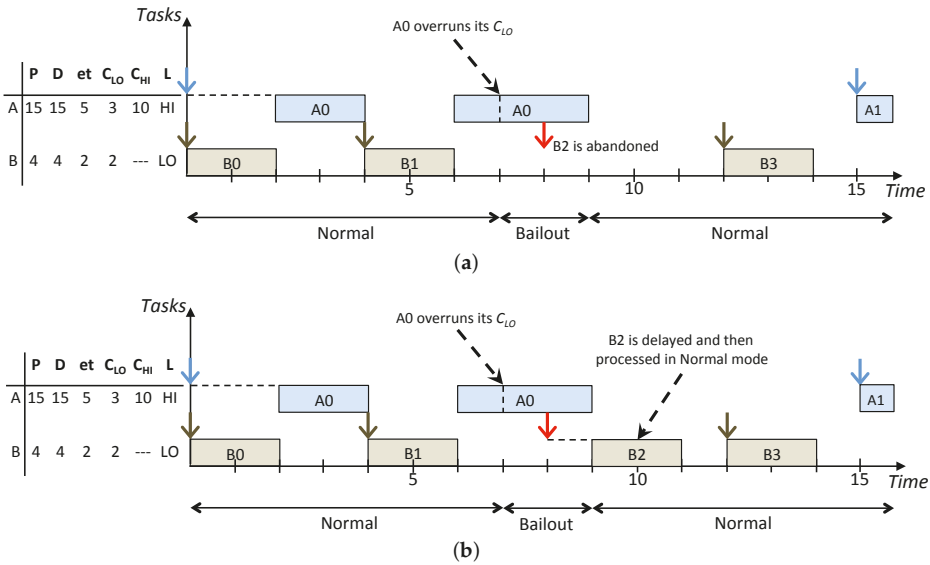 Tasks
A0 overruns its C_LO
P D et C_LO C_HI L
A 15 15 5 3 10 HI
A0 A0 A1
B2 is abandoned
B 4 4 2 2 --- LO
B0 B1 B3
5 10 15 Time
Normal Bailout Normal
(a)
Tasks
A0 overruns its C_LO
B2 is delayed and then
processed in Normal mode
P D et C_LO C_HI L
A 15 15 5 3 10 HI
A0 A0 A1
B 4 4 2 2 --- LO
B0 B1 B2 B3
5 10 15 Time
Normal Bailout Normal
(b)